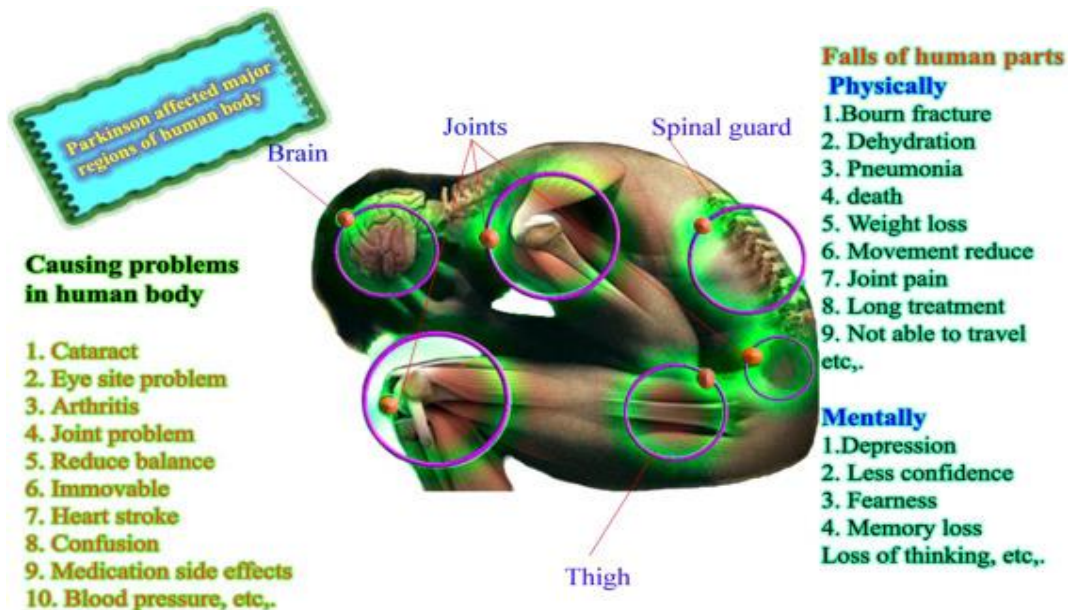 Parkinson affected major
regions of human body
Brain
Joints
Spinal guard
Thigh
Causing problems
in human body
1. Cataract
2. Eye site problem
3. Arthritis
4. Joint problem
5. Reduce balance
6. Immovable
7. Heart stroke
8. Confusion
9. Medication side effects
10. Blood pressure, etc,.
Falls of human parts
Physically
1.Bourn fracture
2. Dehydration
3. Pneumonia
4. death
5. Weight loss
6. Movement reduce
7. Joint pain
8. Long treatment
9. Not able to travel
etc,.
Mentally
1.Depression
2. Less confidence
3. Fearness
4. Memory loss
Loss of thinking, etc,.